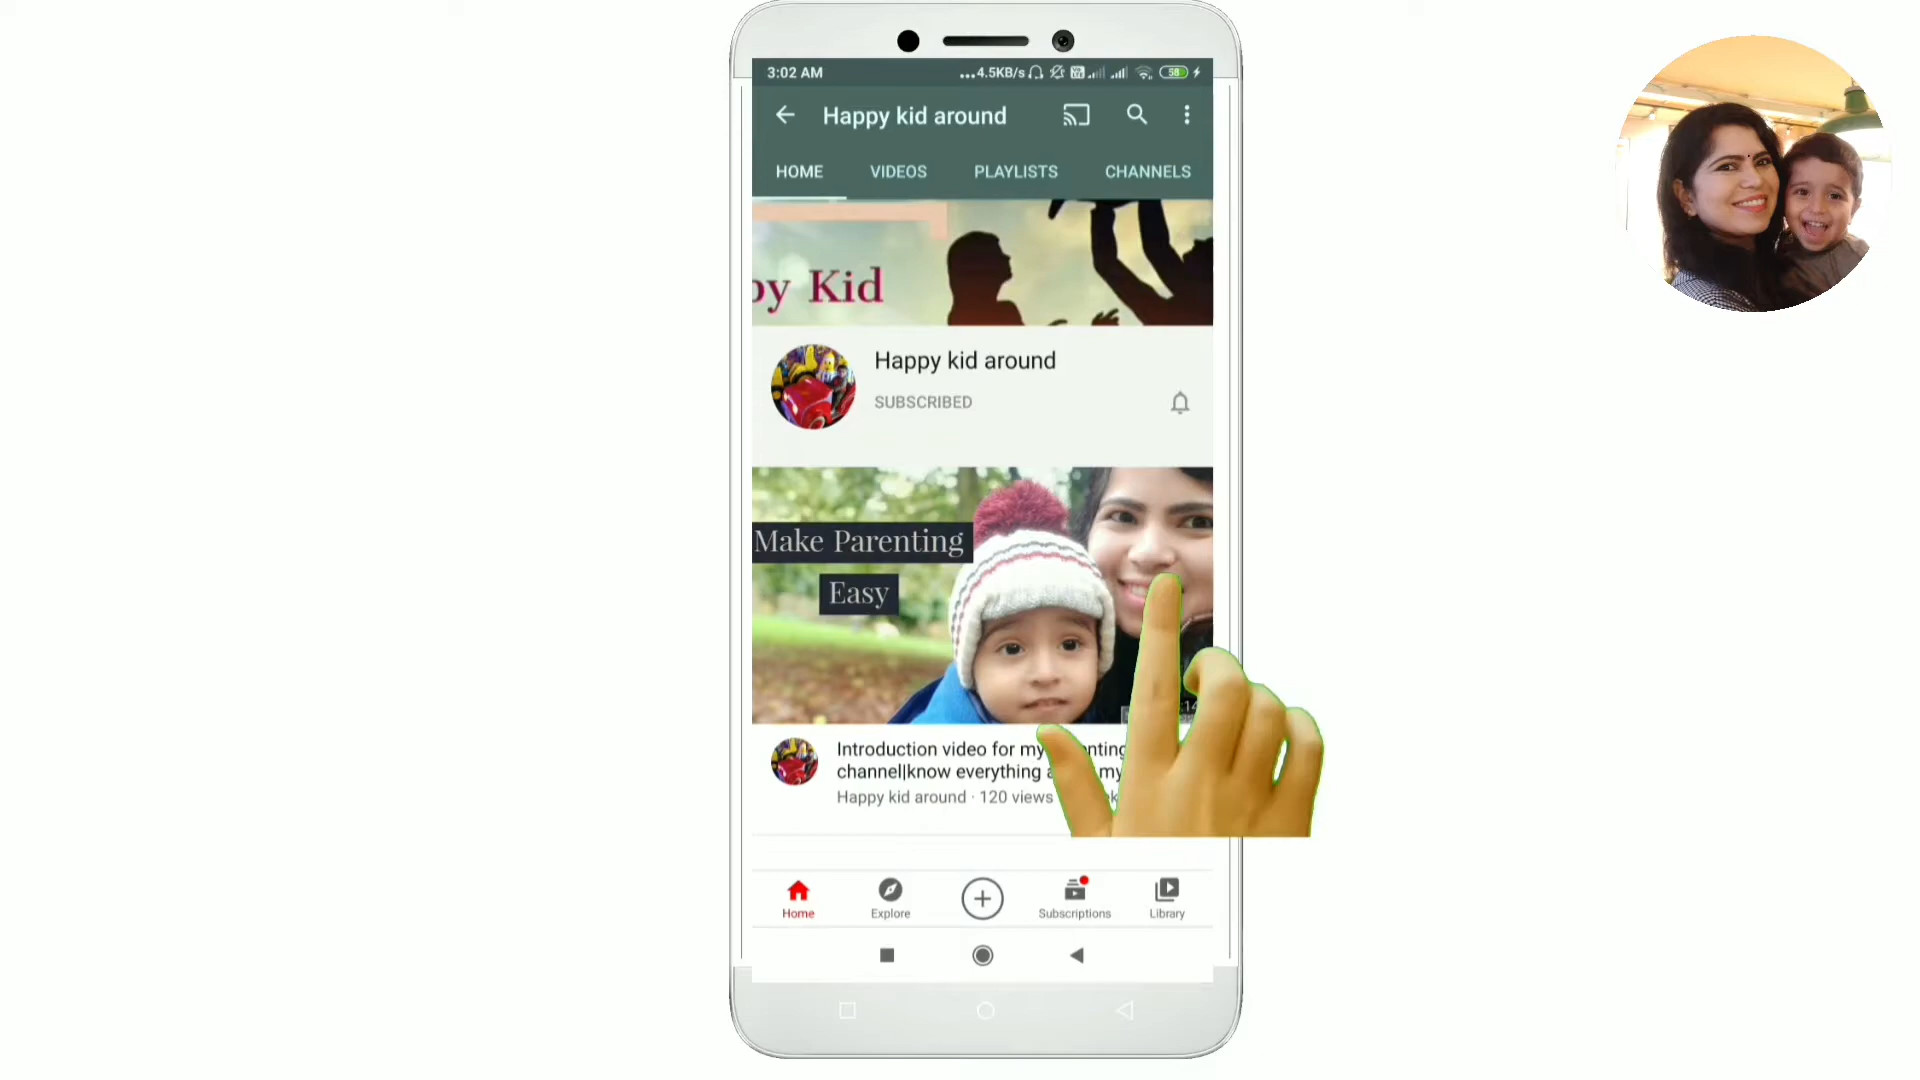 3:02 AM
...4.5KB/s
58
Happy kid around
HOME VIDEOS PLAYLISTS CHANNELS
Kid
Happy kid around
SUBSCRIBED
Make Parenting
Easy
Introduction video for my
channel|know everything
Happy kid around · 120 views
Home Explore Subscriptions Library